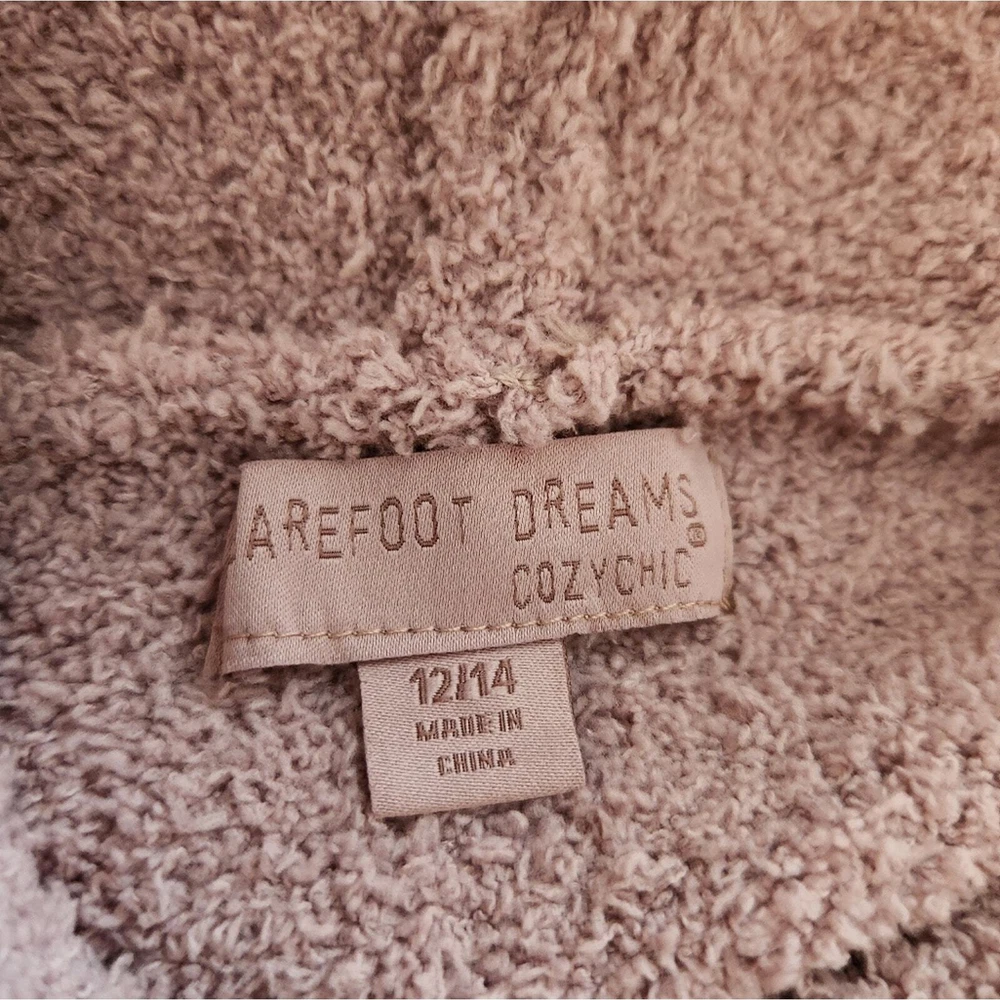 AREFOOT DREAMS
COZYCHIC®
12/14
MADE IN
CHINA